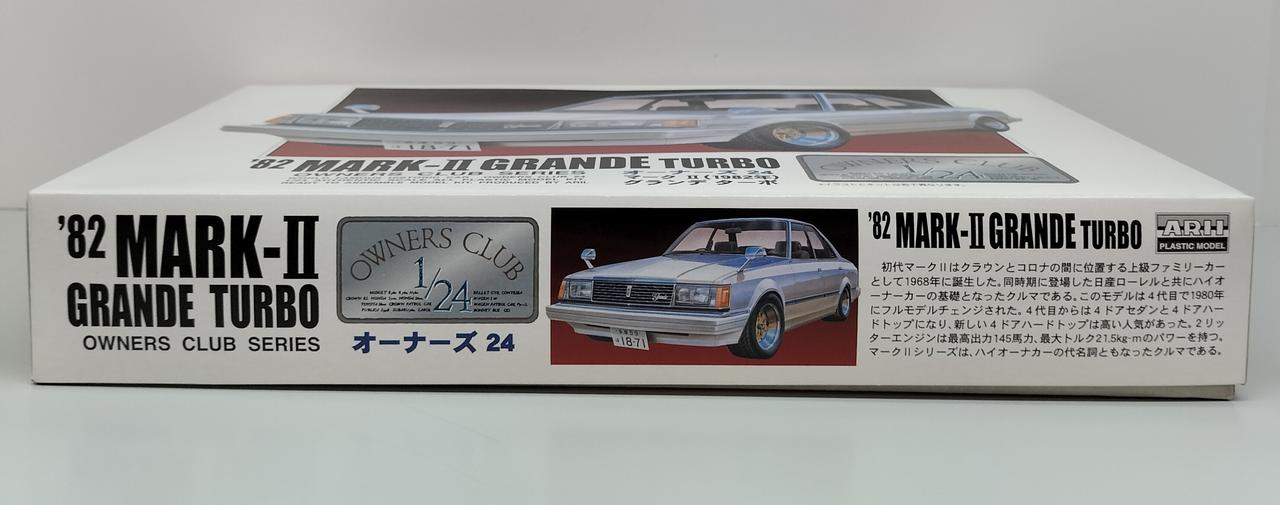 18-71
'82 MARK-II GRANDE TURBO
OWNERS CLUB SERIES
オーナーズ 24
マークⅡ(1982年)
グランデ ターボ
OWNERS CLUB
1/24
'82 MARK-II
GRANDE TURBO
OWNERS CLUB SERIES
OWNERS CLUB
1/24
オーナーズ 24
18-71
'82 MARK-II GRANDE TURBO
ARII
PLASTIC MODEL
初代マークⅡはクラウンとコロナの間に位置する上級ファミリーカー
として1968年に誕生した。同時期に登場した日産ローレルと共にハイオ
ーナーカーの基礎となったクルマである。このモデルは4代目で1980年
にフルモデルチェンジされた。4代目からは4ドアセダンと4ドアハー
ドトップになり、新しい4ドアハードトップは高い人気があった。2リッ
ターエンジンは最高出力145馬力、最大トルク21.5kg-mのパワーを持つ。
マークⅡシリーズは、ハイオーナカーの代名詞ともなったクルマである。